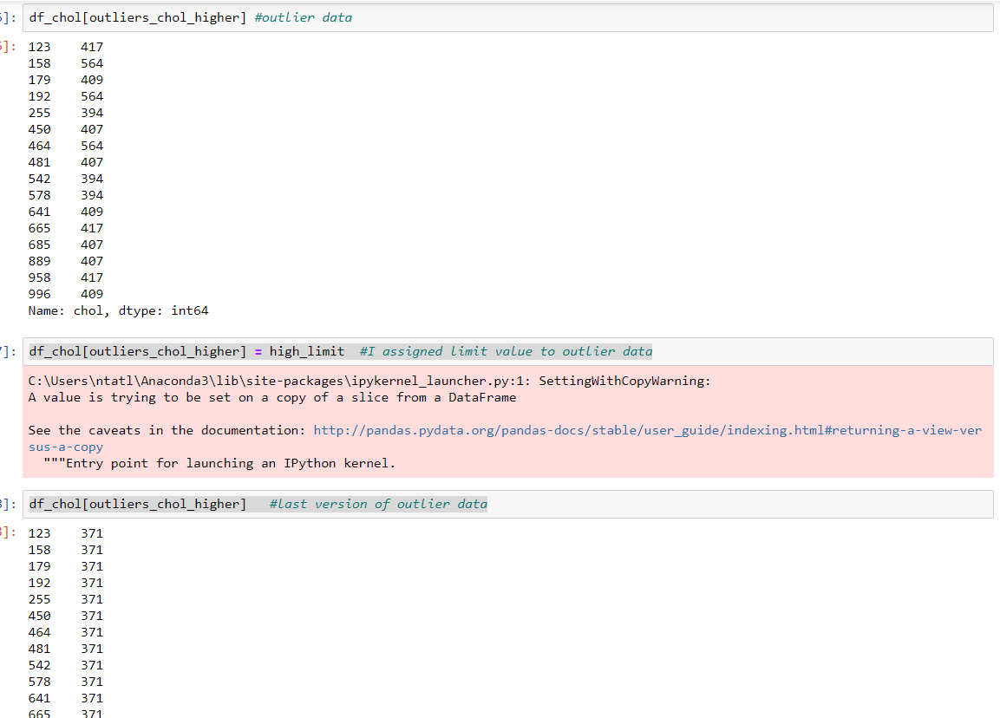 5]: df_chol[outliers_chol_higher] #outlier data
5]: 123    417
158    564
179    409
192    564
255    394
450    407
464    564
481    407
542    394
578    394
641    409
665    417
685    407
889    407
958    417
996    409
Name: chol, dtype: int64
7]: df_chol[outliers_chol_higher] = high_limit  #I assigned limit value to outlier data
C:\Users\ntatl\Anaconda3\lib\site-packages\ipykernel_launcher.py:1: SettingWithCopyWarning:
A value is trying to be set on a copy of a slice from a DataFrame
See the caveats in the documentation: http://pandas.pydata.org/pandas-docs/stable/user_guide/indexing.html#returning-a-view-ver
sus-a-copy
  """Entry point for launching an IPython kernel.
8]: df_chol[outliers_chol_higher]   #last version of outlier data
8]: 123    371
158    371
179    371
192    371
255    371
450    371
464    371
481    371
542    371
578    371
641    371
665    371